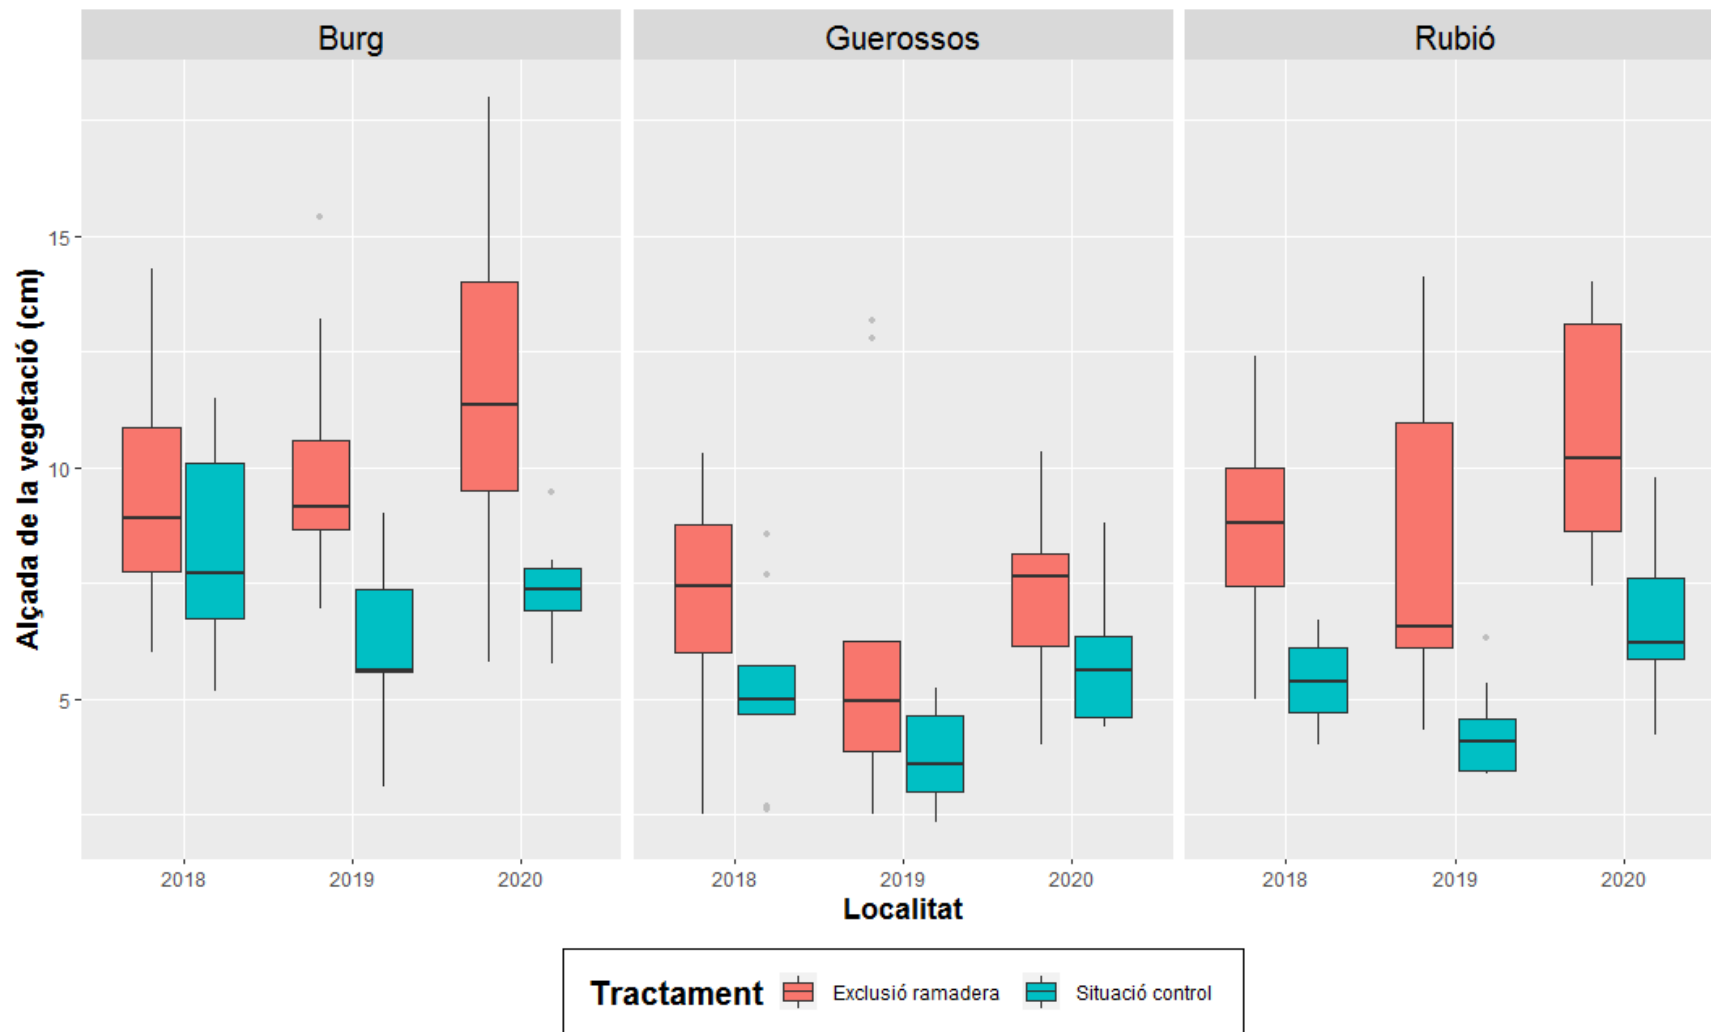 Burg Guerossos Rubió
Alçada de la vegetació (cm)
15
10
5
2018 2019 2020 2018 2019 2020 2018 2019 2020
Localitat
Tractament Exclusió ramadera Situació control